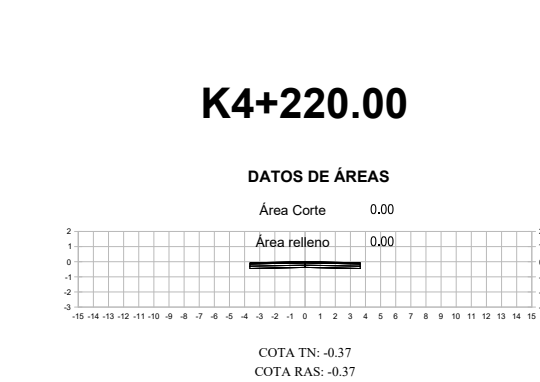 K4+220.00
DATOS DE ÁREAS
Área Corte 0.00
2
1 Área relleno 0.00
0
-1
-2
-3
-15 -14 -13 -12 -11 -10 -9 -8 -7 -6 -5 -4 -3 -2 -1 0 1 2 3 4 5 6 7 8 9 10 11 12 13 14 15
COTA TN: -0.37
COTA RAS: -0.37